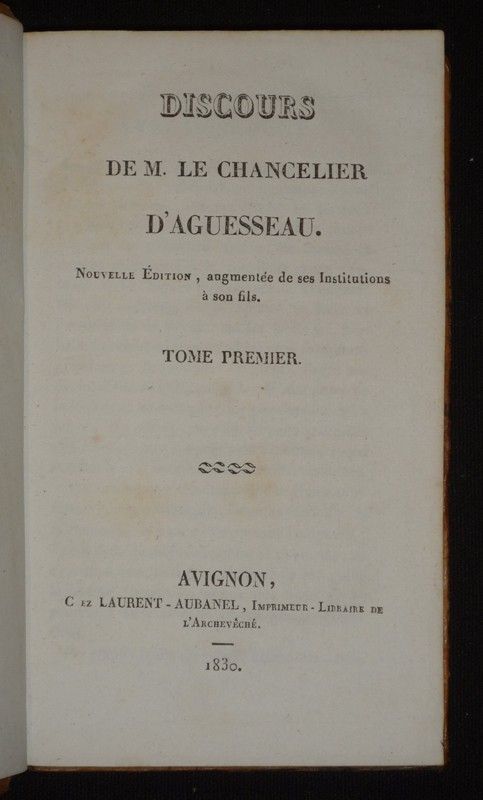 DISCOURS
DE M. LE CHANCELIER
D'AGUESSEAU.
NOUVELLE ÉDITION, augmentée de ses Institutions
à son fils.
TOME PREMIER.
AVIGNON,
C EZ LAURENT-AUBANEL, IMPRIMEUR-LIBRAIRE DE
L'ARCHEVÊCHÉ.
1830.